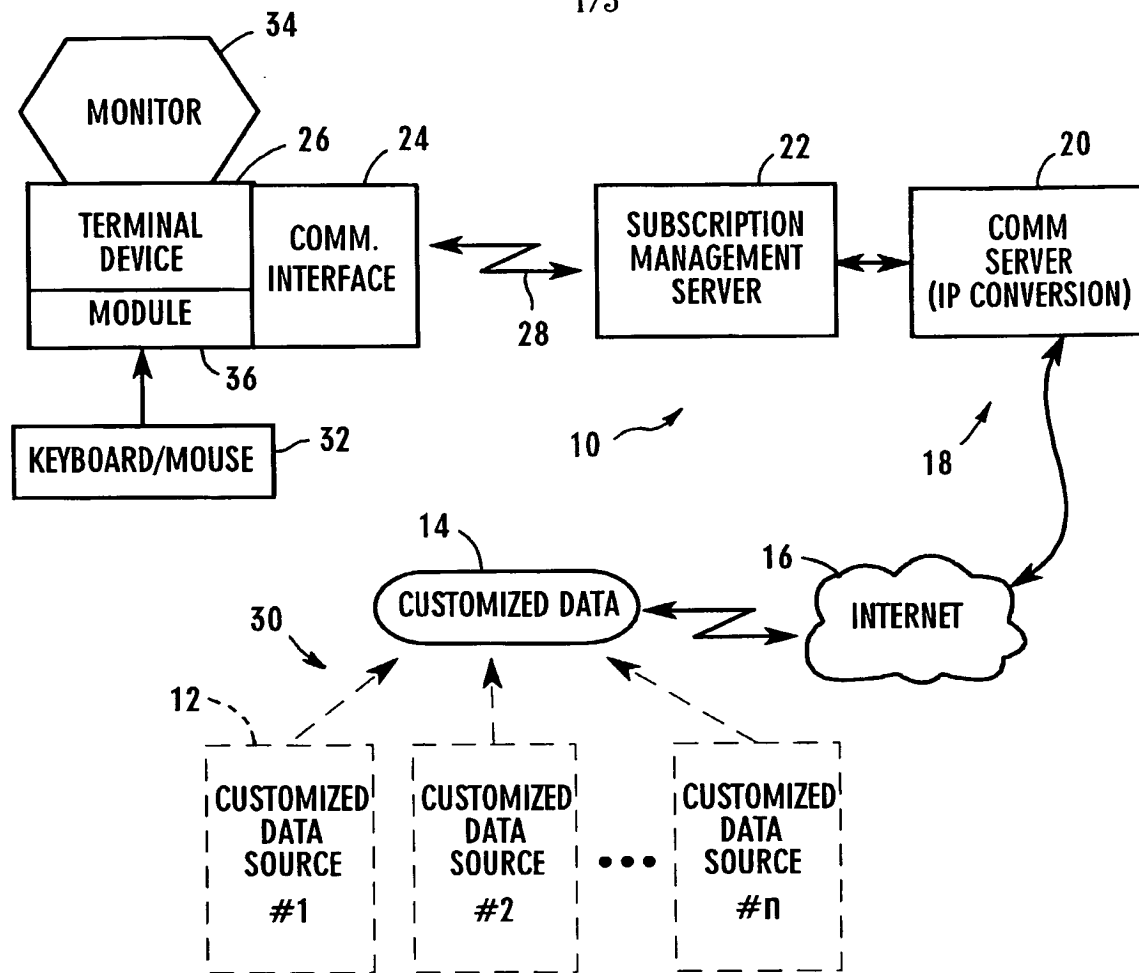 1/3
34
MONITOR
26
24
22
20
TERMINAL
DEVICE
MODULE
COMM.
INTERFACE
SUBSCRIPTION
MANAGEMENT
SERVER
COMM
SERVER
(IP CONVERSION)
28
36
KEYBOARD/MOUSE
32
10
18
14
16
CUSTOMIZED DATA
INTERNET
30
12
CUSTOMIZED
DATA
SOURCE
#1
CUSTOMIZED
DATA
SOURCE
#2
•••
CUSTOMIZED
DATA
SOURCE
#n